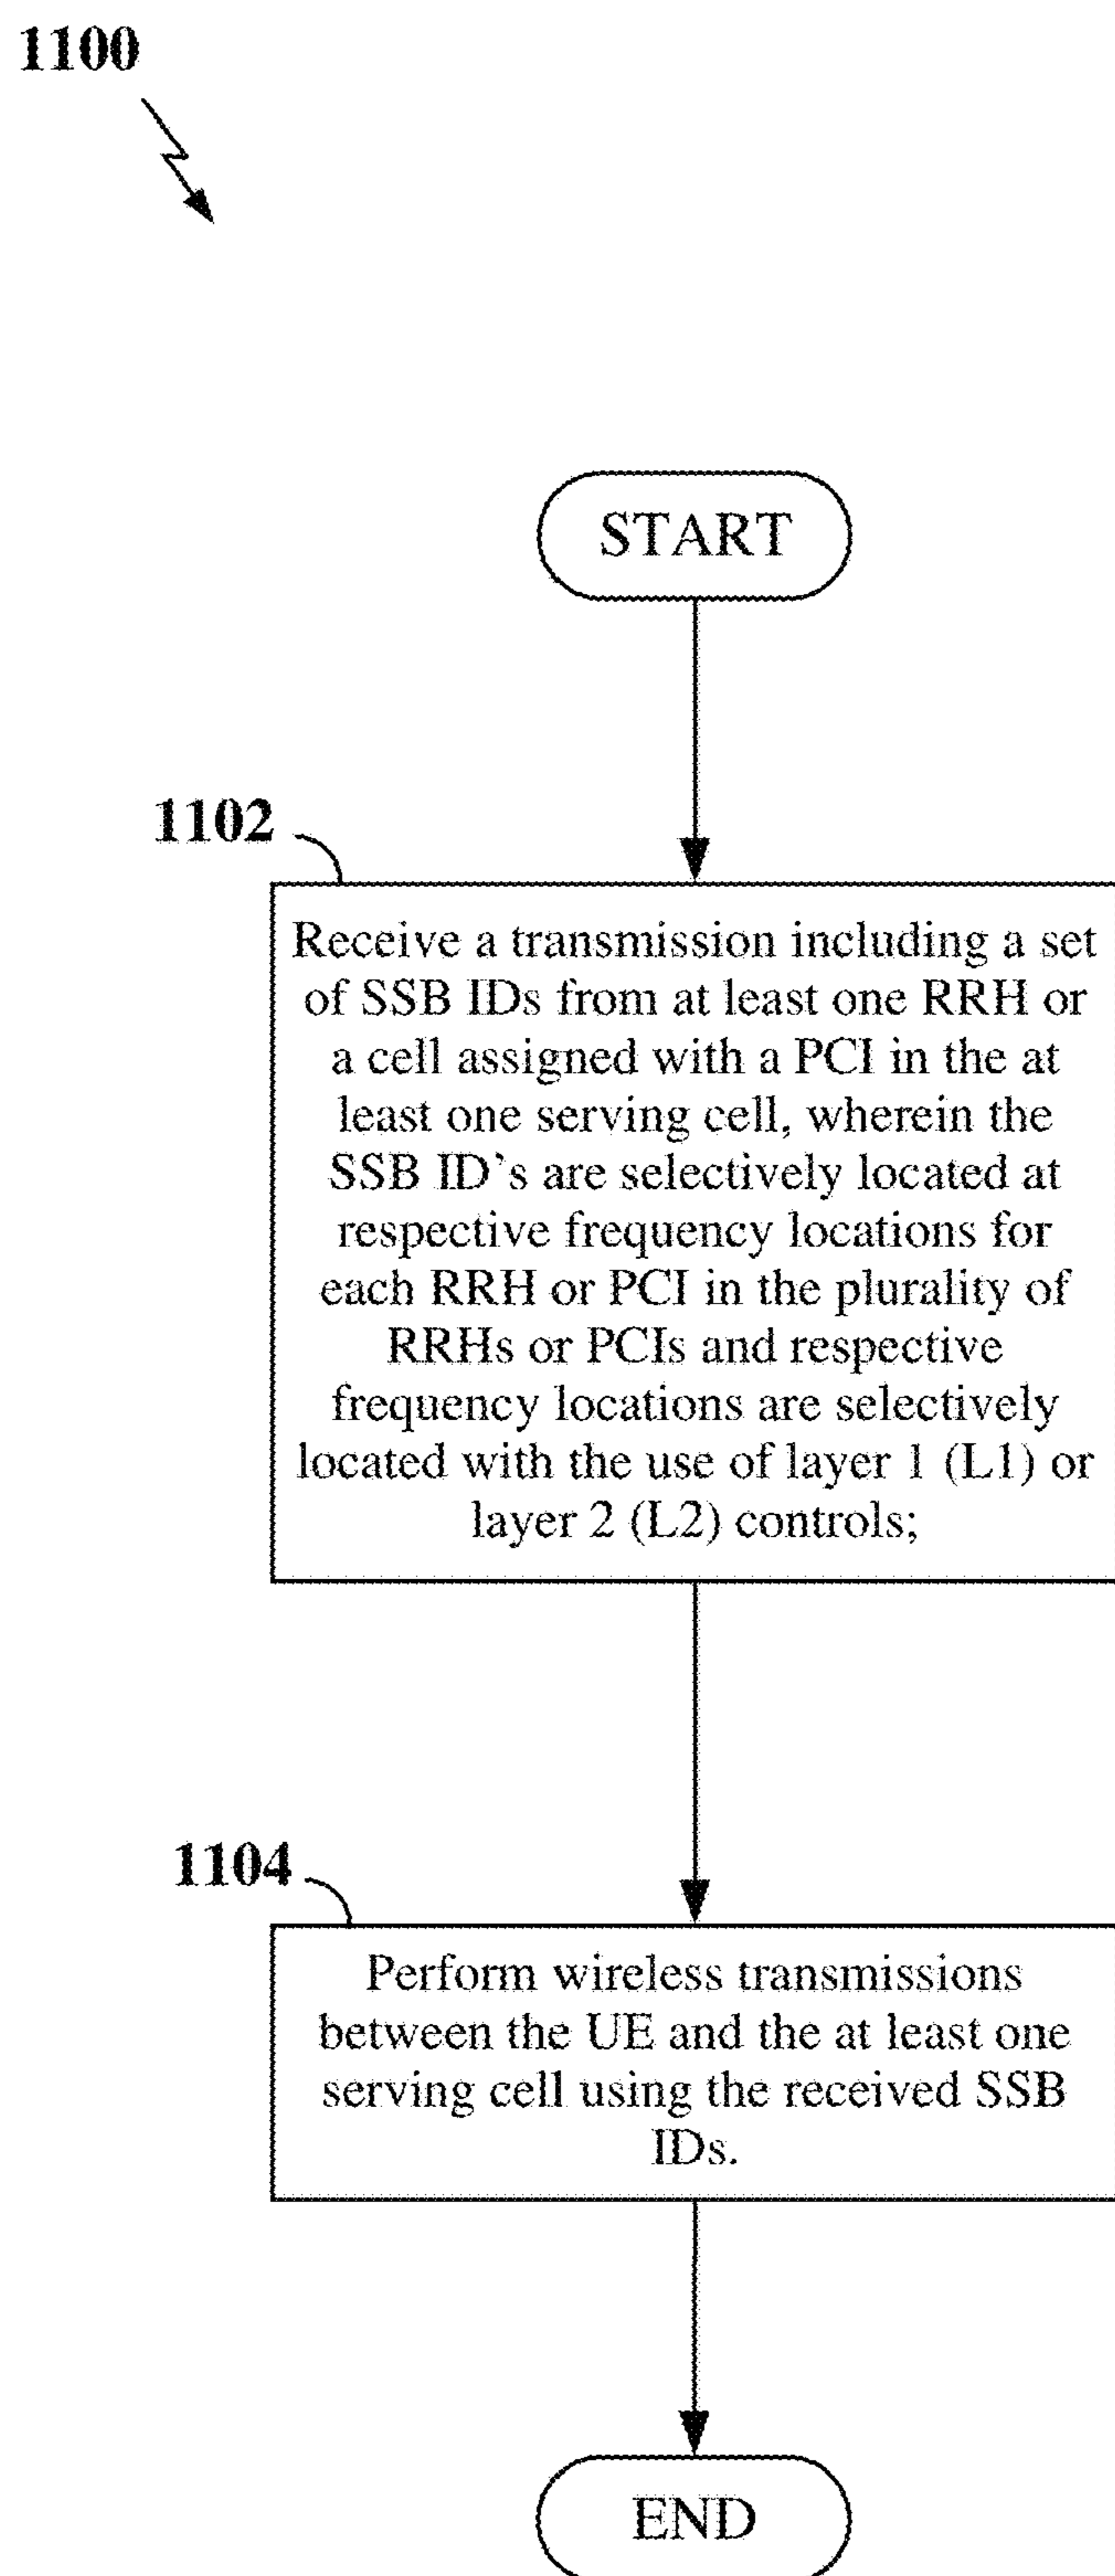 1100
START
1102
Receive a transmission including a set
of SSB IDs from at least one RRH or
a cell assigned with a PCI in the at
least one serving cell, wherein the
SSB ID’s are selectively located at
respective frequency locations for
each RRH or PCI in the plurality of
RRHs or PCIs and respective
frequency locations are selectively
located with the use of layer 1 (L1) or
layer 2 (L2) controls;
1104
Perform wireless transmissions
between the UE and the at least one
serving cell using the received SSB
IDs.
END